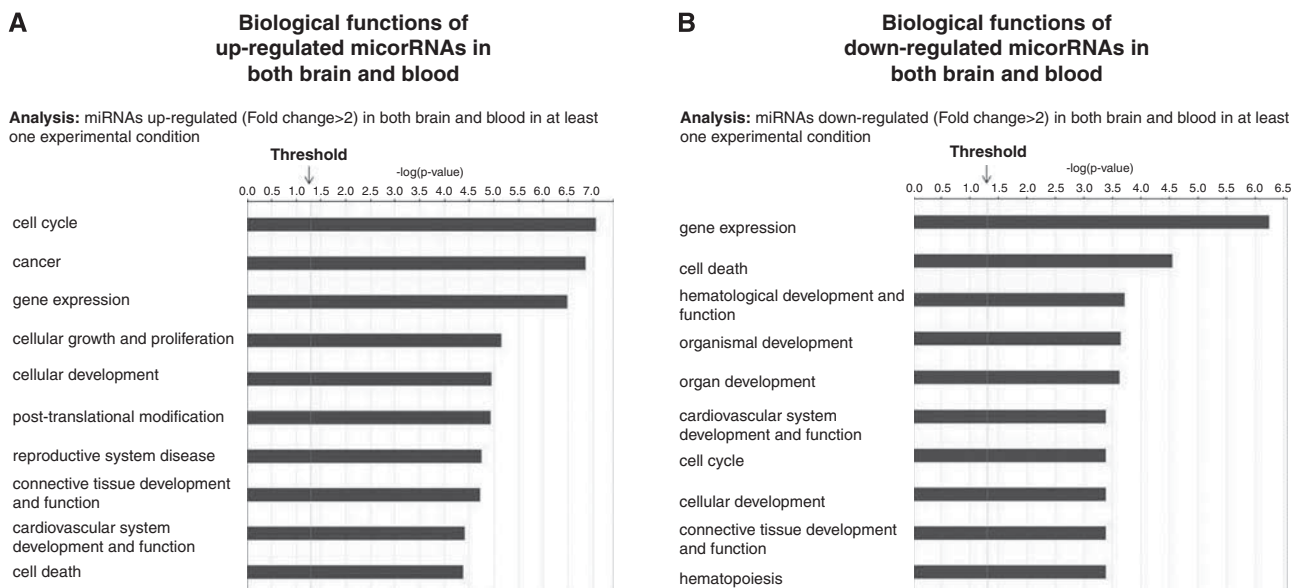 A
Biological functions of
up-regulated micorRNAs in
both brain and blood
Analysis: miRNAs up-regulated (Fold change>2) in both brain and blood in at least
one experimental condition
Threshold
-log(p-value)
0.0 0.5 1.0 1.5 2.0 2.5 3.0 3.5 4.0 4.5 5.0 5.5 6.0 6.5 7.0
cell cycle
cancer
gene expression
cellular growth and proliferation
cellular development
post-translational modification
reproductive system disease
connective tissue development
and function
cardiovascular system
development and function
cell death
B
Biological functions of
down-regulated micorRNAs in
both brain and blood
Analysis: miRNAs down-regulated (Fold change>2) in both brain and blood in at least
one experimental condition
Threshold
-log(p-value)
0.0 0.5 1.0 1.5 2.0 2.5 3.0 3.5 4.0 4.5 5.0 5.5 6.0 6.5
gene expression
cell death
hematological development and
function
organismal development
organ development
cardiovascular system
development and function
cell cycle
cellular development
connective tissue development
and function
hematopoiesis